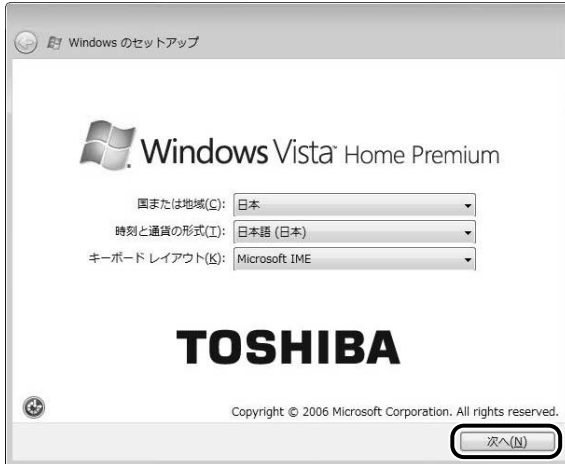 Windows のセットアップ
Windows Vista™ Home Premium
国または地域(C): 日本
時刻と通貨の形式(T): 日本語 (日本)
キーボード レイアウト(K): Microsoft IME
TOSHIBA
Copyright © 2006 Microsoft Corporation. All rights reserved.
次へ(N)